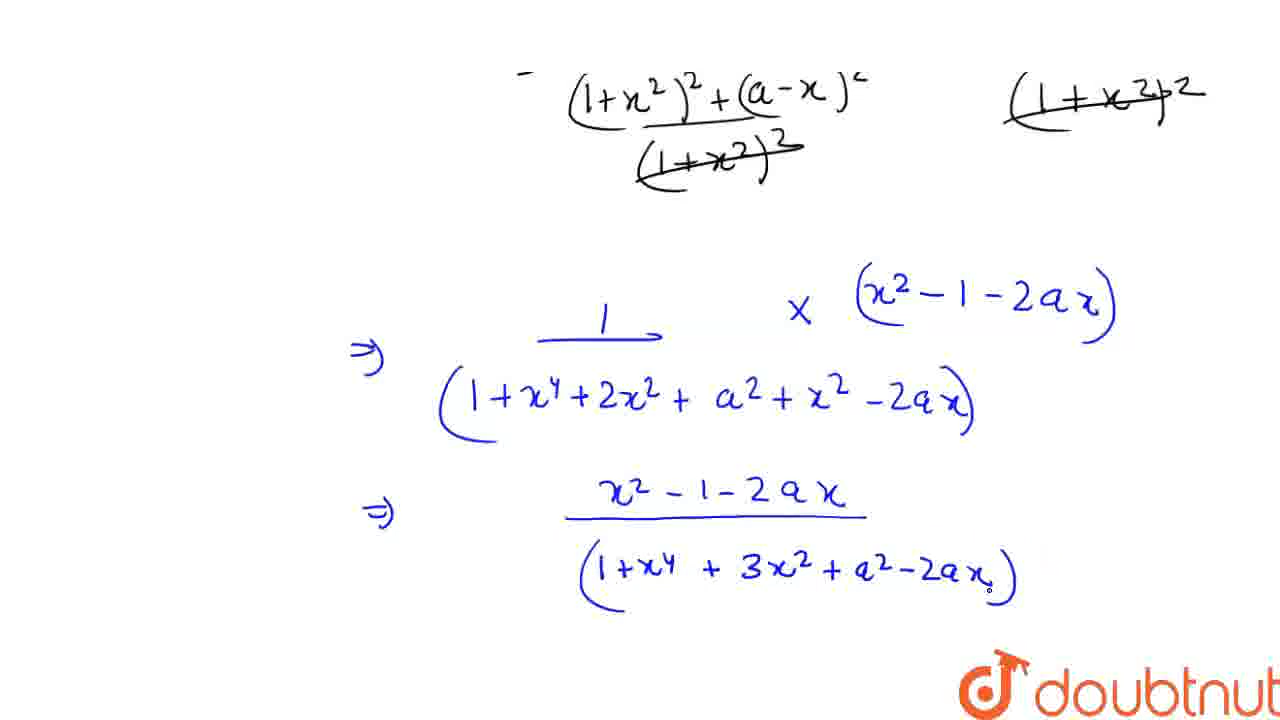 (1+x²)²+(a-x)² (1+x²)²
(1+x²)²
⇒ 1 × (x²-1-2ax)
(1+x⁴+2x²+ a²+x²-2ax)
⇒ x²-1-2ax
(1+x⁴ + 3x²+a²-2ax)
doubtnut